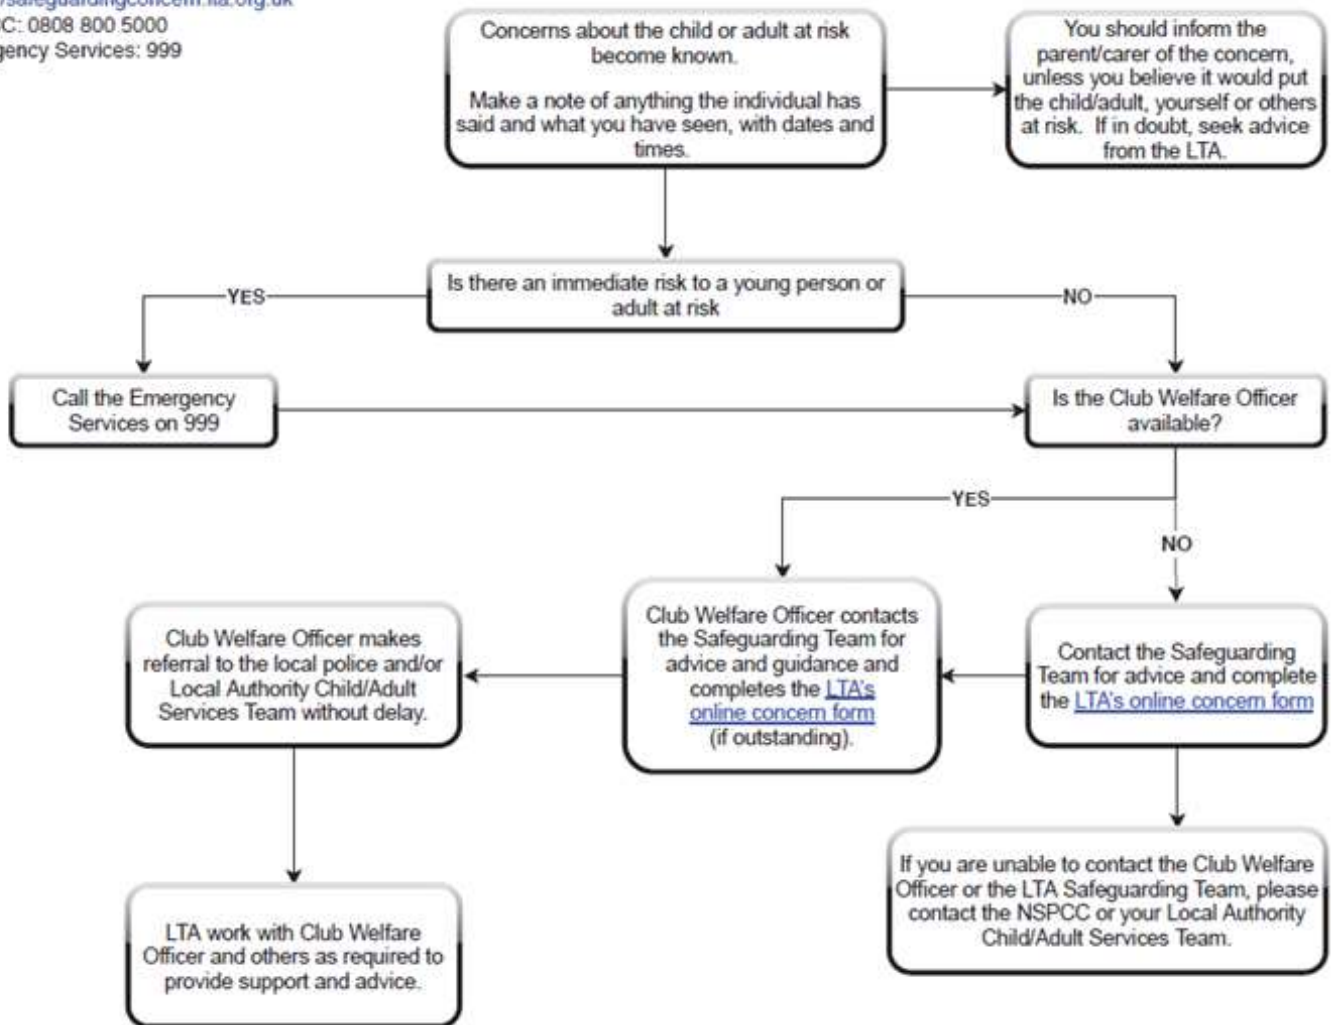 safeguardingconcern.lta.org.uk
C: 0808 800 5000
gency Services: 999
Concerns about the child or adult at risk
become known.
Make a note of anything the individual has
said and what you have seen, with dates and
times.
You should inform the
parent/carer of the concern,
unless you believe it would put
the child/adult, yourself or others
at risk. If in doubt, seek advice
from the LTA.
Is there an immediate risk to a young person or
adult at risk
YES
NO
Call the Emergency
Services on 999
Is the Club Welfare Officer
available?
YES
NO
Club Welfare Officer makes
referral to the local police and/or
Local Authority Child/Adult
Services Team without delay.
Club Welfare Officer contacts
the Safeguarding Team for
advice and guidance and
completes the LTA's
online concern form
(if outstanding).
Contact the Safeguarding
Team for advice and complete
the LTA's online concern form
LTA work with Club Welfare
Officer and others as required to
provide support and advice.
If you are unable to contact the Club Welfare
Officer or the LTA Safeguarding Team, please
contact the NSPCC or your Local Authority
Child/Adult Services Team.